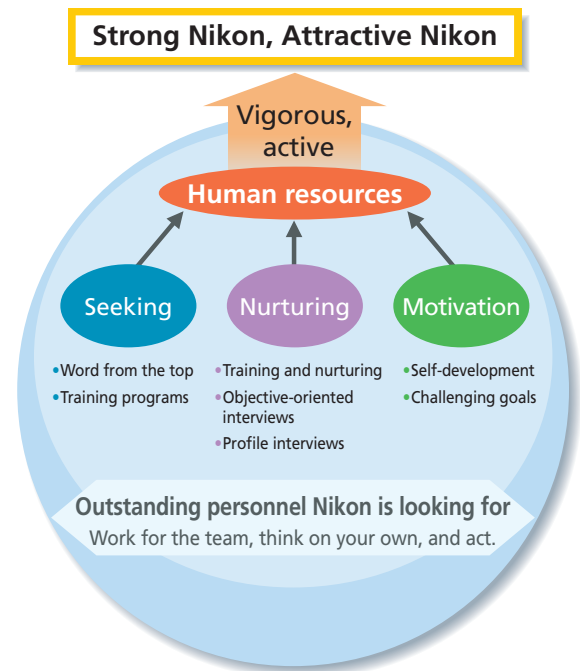 Strong Nikon, Attractive Nikon
Vigorous,
active
Human resources
Seeking
•Word from the top
•Training programs
Nurturing
•Training and nurturing
•Objective-oriented
interviews
•Profile interviews
Motivation
•Self-development
•Challenging goals
Outstanding personnel Nikon is looking for
Work for the team, think on your own, and act.